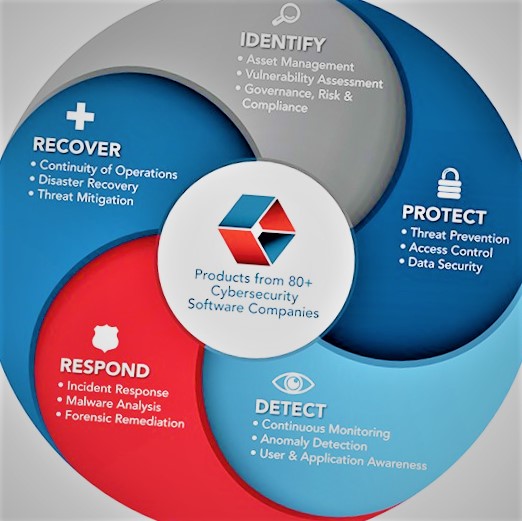 IDENTIFY
• Asset Management
• Vulnerability Assessment
• Governance, Risk &
Compliance
PROTECT
• Threat Prevention
• Access Control
• Data Security
DETECT
• Continuous Monitoring
• Anomaly Detection
• User & Application Awareness
RESPOND
• Incident Response
• Malware Analysis
• Forensic Remediation
RECOVER
• Continuity of Operations
• Disaster Recovery
• Threat Mitigation
Products from 80+
Cybersecurity
Software Companies